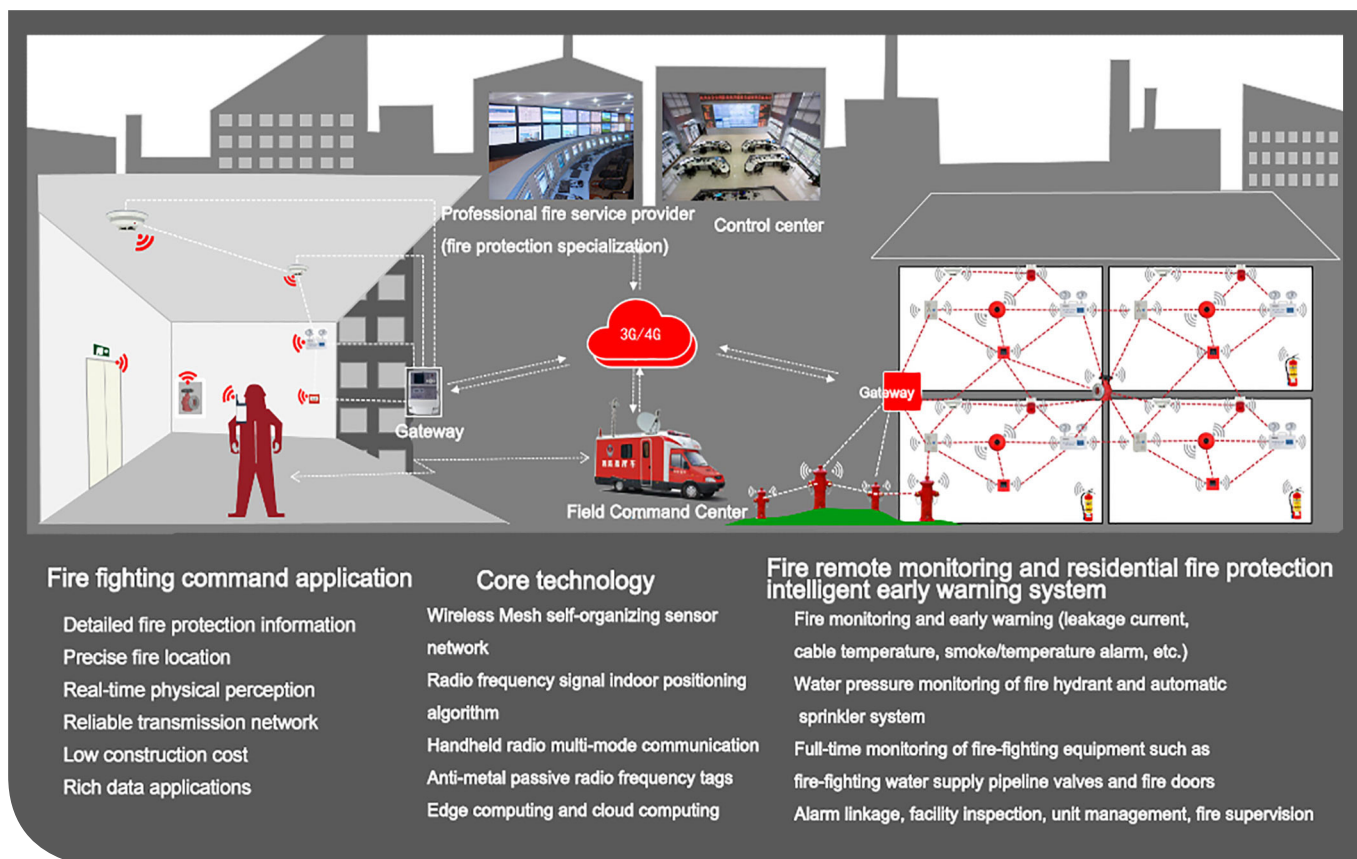 Professional fire service provider
(fire protection specialization)
Control center
3G/4G
Gateway
Gateway
Field Command Center
Fire fighting command application
Detailed fire protection information
Precise fire location
Real-time physical perception
Reliable transmission network
Low construction cost
Rich data applications
Core technology
Wireless Mesh self-organizing sensor
network
Radio frequency signal indoor positioning
algorithm
Handheld radio multi-mode communication
Anti-metal passive radio frequency tags
Edge computing and cloud computing
Fire remote monitoring and residential fire protection
intelligent early warning system
Fire monitoring and early warning (leakage current,
cable temperature, smoke/temperature alarm, etc.)
Water pressure monitoring of fire hydrant and automatic
sprinkler system
Full-time monitoring of fire-fighting equipment such as
fire-fighting water supply pipeline valves and fire doors
Alarm linkage, facility inspection, unit management, fire supervision